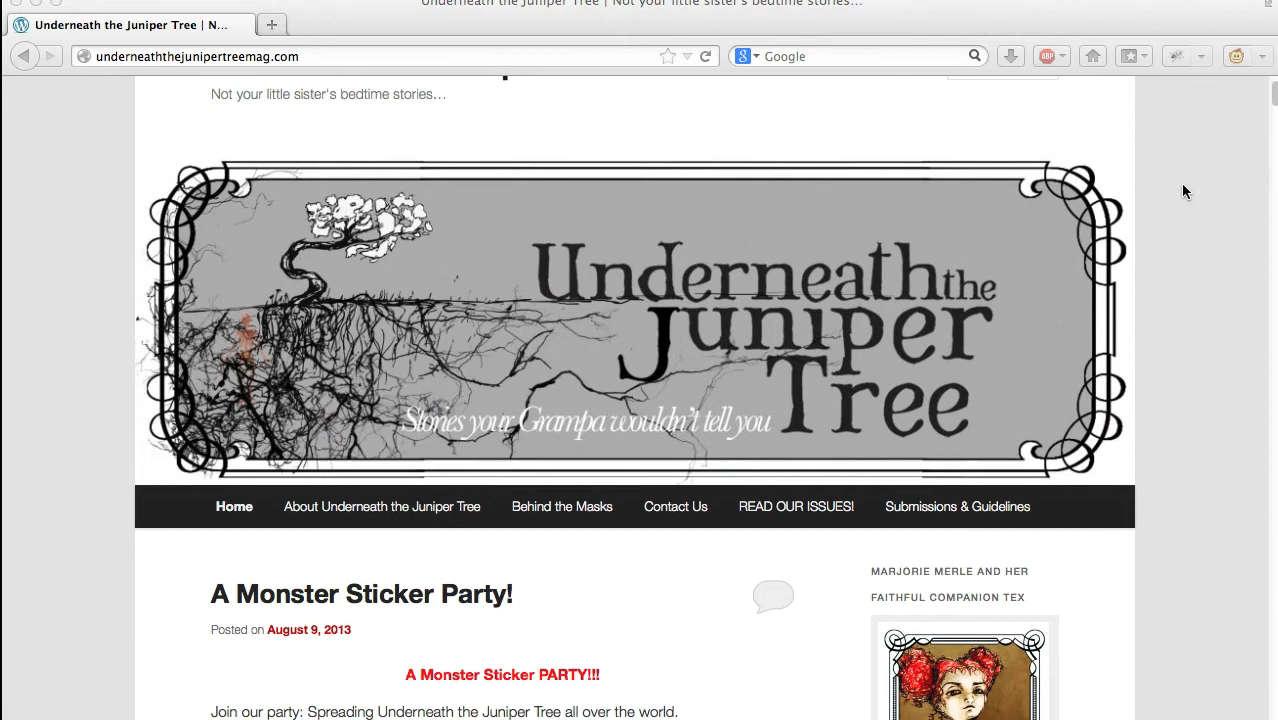 Underneath the Juniper Tree | Not your little sister's bedtime stories...
Underneath the Juniper Tree | N...
underneaththejunipertreemag.com
Google
ABP
Not your little sister's bedtime stories…
Underneath the
Juniper
Tree
Stories your Grampa wouldn't tell you
Home About Underneath the Juniper Tree Behind the Masks Contact Us READ OUR ISSUES! Submissions & Guidelines
A Monster Sticker Party!
Posted on August 9, 2013
A Monster Sticker PARTY!!!
Join our party: Spreading Underneath the Juniper Tree all over the world.
MARJORIE MERLE AND HER
FAITHFUL COMPANION TEX